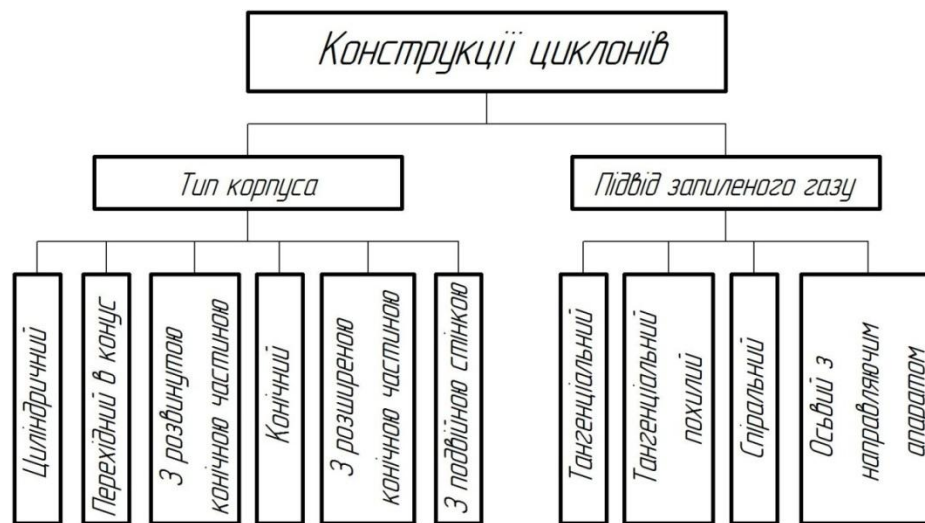 Конструкції циклонів
Тип корпуса
Підвід запиленого газу
Циліндричний
Перехідний в конус
З розвинутою
конічною частиною
Конічний
З розширеною
конічною частиною
З подвійною стінкою
Тангенціальний
Тангенціальний
похилий
Спіральний
Осьвий з
направляючим
апаратом